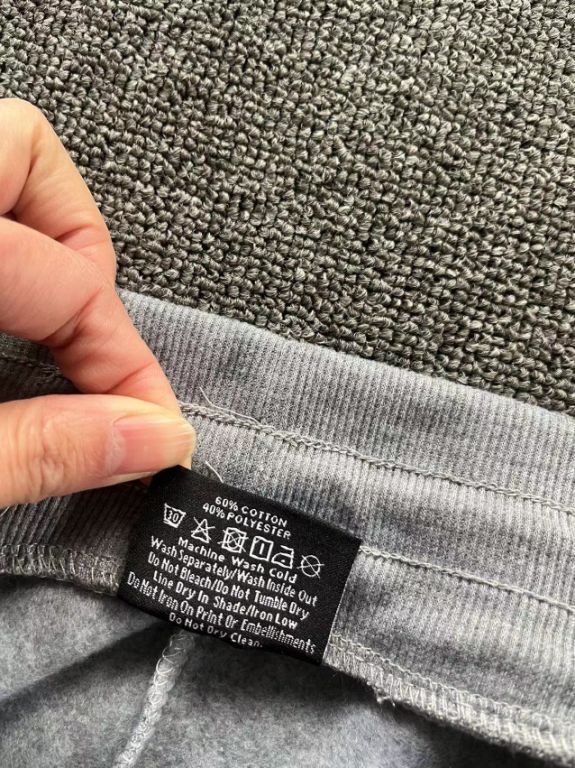 60% COTTON
40% POLYESTER
30
Machine Wash Cold
Wash Separately/Wash Inside Out
Do Not Bleach/Do Not Tumble Dry
Line Dry In Shade/Iron Low
Do Not Iron On Print Or Embellishments
Do Not Dry Clean